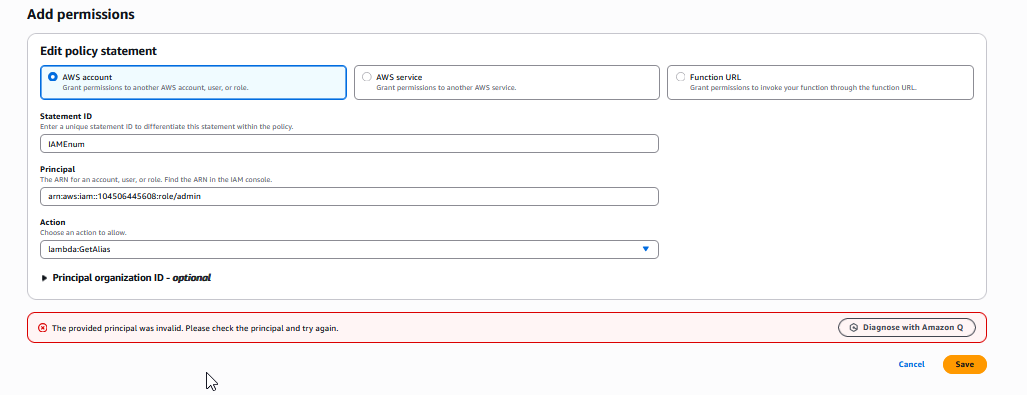 Add permissions
Edit policy statement
AWS account
Grant permissions to another AWS account, user, or role.
AWS service
Grant permissions to another AWS service.
Function URL
Grant permissions to invoke your function through the function URL.
Statement ID
Enter a unique statement ID to differentiate this statement within the policy.
IAMEnum
Principal
The ARN for an account, user, or role. Find the ARN in the IAM console.
arn:aws:iam::104506445608:role/admin
Action
Choose an action to allow.
lambda:GetAlias
Principal organization ID - optional
The provided principal was invalid. Please check the principal and try again.
Diagnose with Amazon Q
Cancel
Save